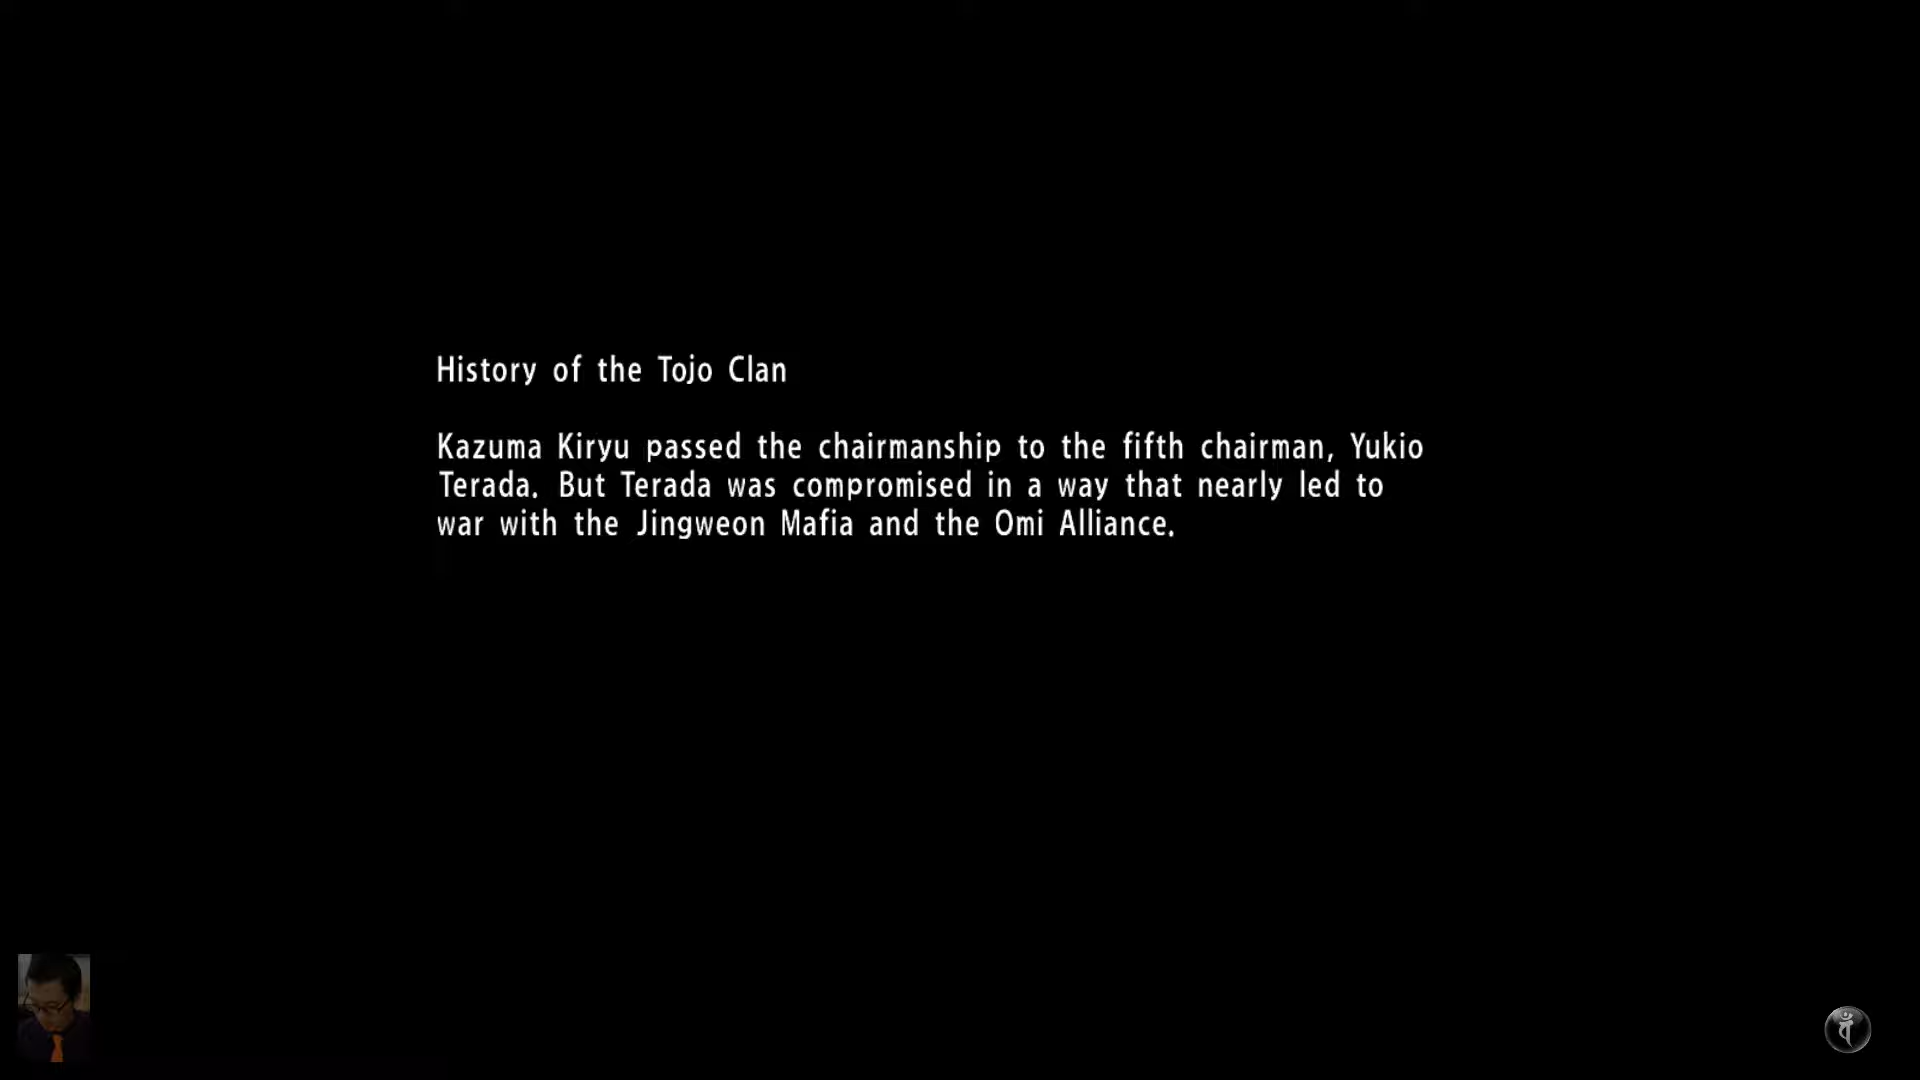 History of the Tojo Clan
Kazuma Kiryu passed the chairmanship to the fifth chairman, Yukio
Terada. But Terada was compromised in a way that nearly led to
war with the Jingweon Mafia and the Omi Alliance.